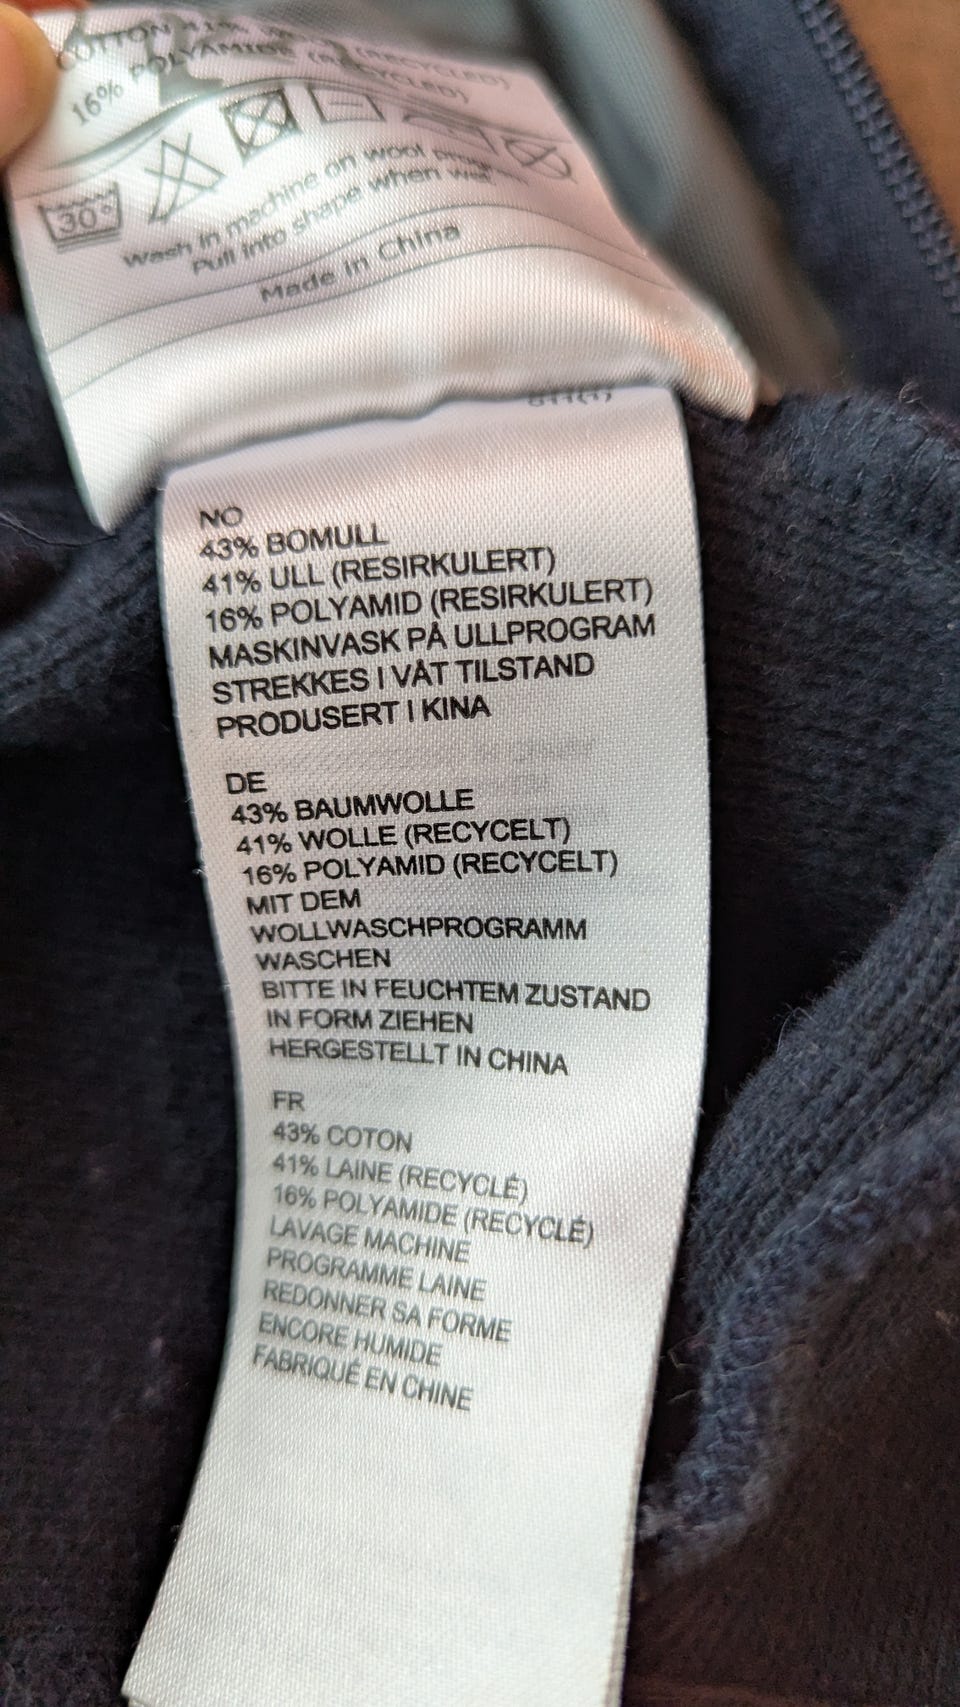 COTTON 41% (RECYCLED)
16% POLYAMIDE (RECYCLED)
30°
Wash in machine on wool
Pull into shape when wet
Made in China
NO
43% BOMULL
41% ULL (RESIRKULERT)
16% POLYAMID (RESIRKULERT)
MASKINVASK PÅ ULLPROGRAM
STREKKES I VÅT TILSTAND
PRODUSERT I KINA
DE
43% BAUMWOLLE
41% WOLLE (RECYCELT)
16% POLYAMID (RECYCELT)
MIT DEM
WOLLWASCHPROGRAMM
WASCHEN
BITTE IN FEUCHTEM ZUSTAND
IN FORM ZIEHEN
HERGESTELLT IN CHINA
FR
43% COTON
41% LAINE (RECYCLÉ)
16% POLYAMIDE (RECYCLÉ)
LAVAGE MACHINE
PROGRAMME LAINE
REDONNER SA FORME
ENCORE HUMIDE
FABRIQUÉ EN CHINE